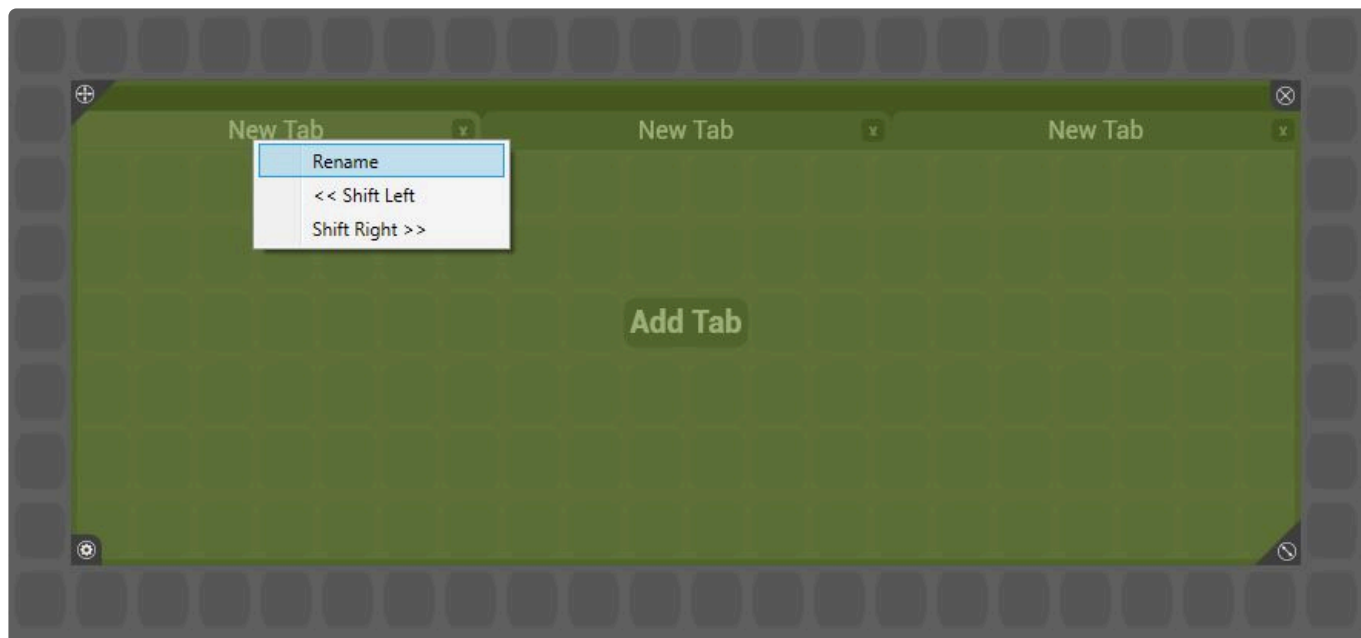 New Tab x New Tab x New Tab x
Rename
<< Shift Left
Shift Right >>
Add Tab